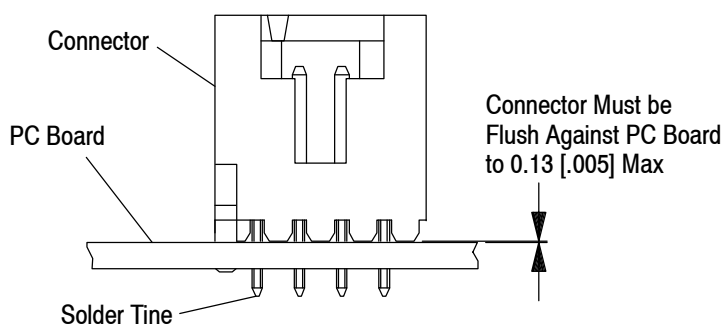 Connector
PC Board
Connector Must be
Flush Against PC Board
to 0.13 [.005] Max
Solder Tine